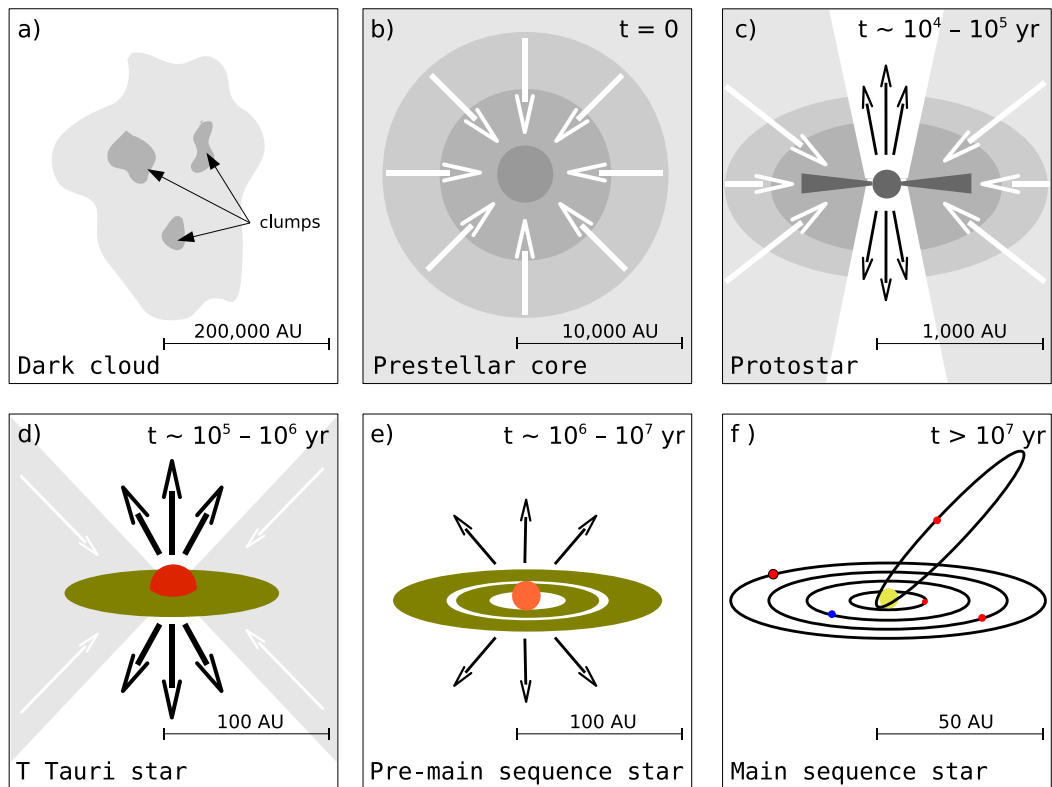 a)
clumps
200,000 AU
Dark cloud
b)
t = 0
10,000 AU
Prestellar core
c)
t ~ 10⁴ – 10⁵ yr
1,000 AU
Protostar
d)
t ~ 10⁵ – 10⁶ yr
100 AU
T Tauri star
e)
t ~ 10⁶ – 10⁷ yr
100 AU
Pre-main sequence star
f )
t > 10⁷ yr
50 AU
Main sequence star